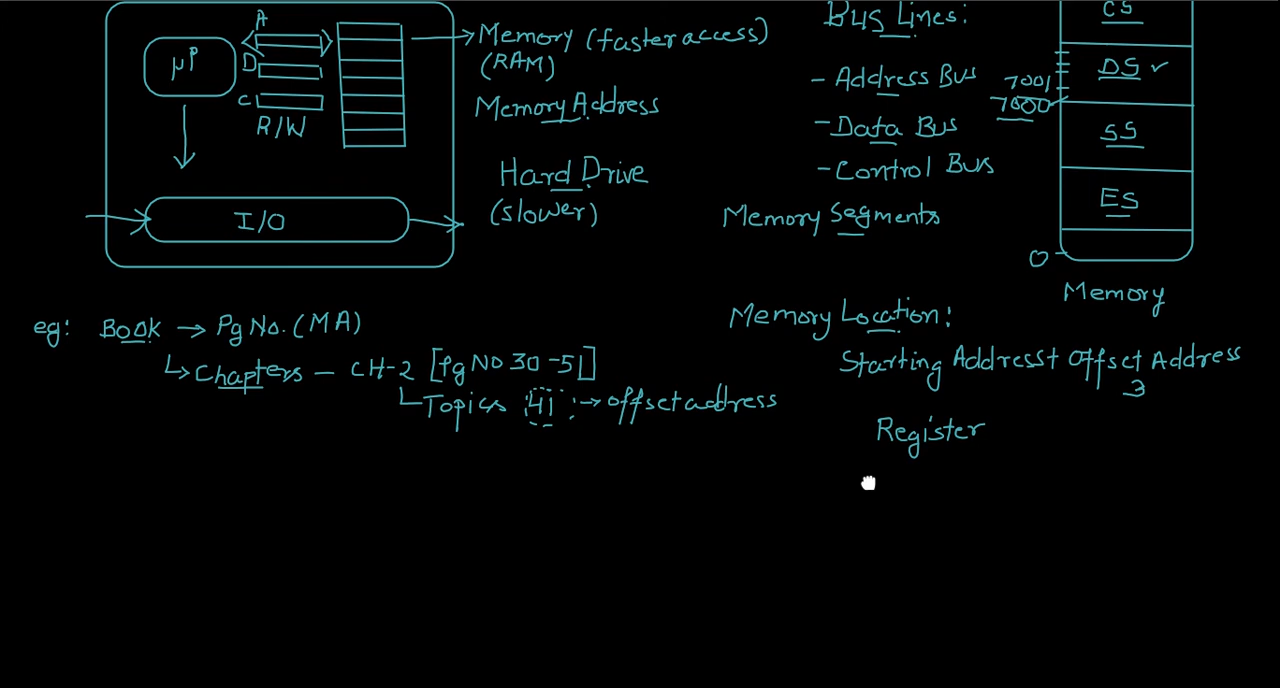 A
D
C
R/W
μP
I/O
→ Memory (faster access)
(RAM)
Memory Address
Hard Drive
(slower)
Bus Lines:
- Address Bus
- Data Bus
- Control Bus
Memory Segments
CS
DS ✓
7001
7000
SS
ES
0
Memory
eg: Book → Pg No. (MA)
↳ Chapters - CH-2 [Pg No 30-51]
Topics 41 → offset address
Memory Location:
Starting Address + Offset Address
3
Register